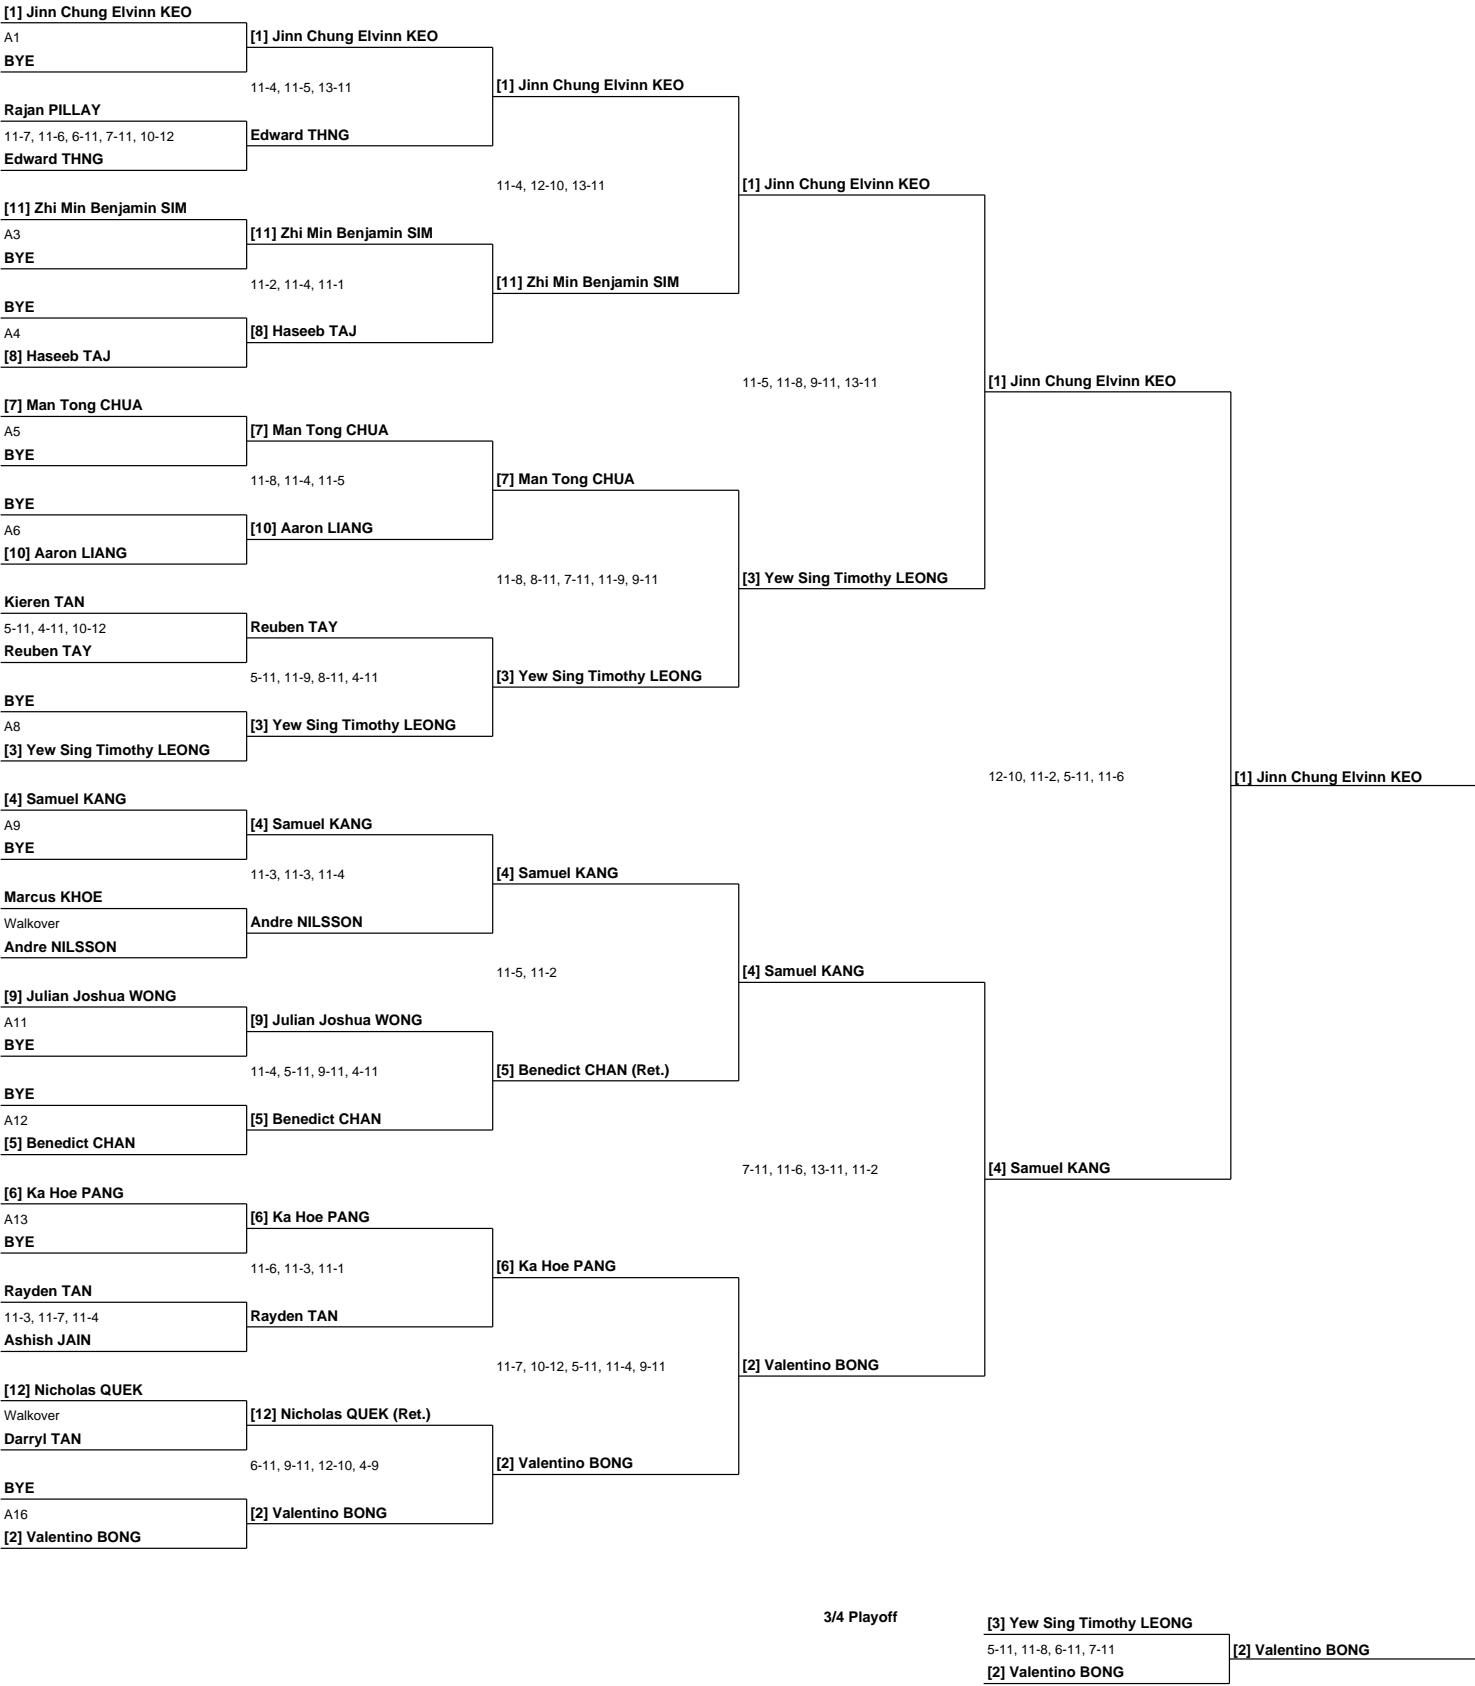 [1] Jinn Chung Elvinn KEO
A1
BYE
Rajan PILLAY
11-7, 11-6, 6-11, 7-11, 10-12
Edward THNG
[11] Zhi Min Benjamin SIM
A3
BYE
BYE
A4
[8] Haseeb TAJ
[7] Man Tong CHUA
A5
BYE
BYE
A6
[10] Aaron LIANG
Kieren TAN
5-11, 4-11, 10-12
Reuben TAY
BYE
A8
[3] Yew Sing Timothy LEONG
[4] Samuel KANG
A9
BYE
Marcus KHOE
Walkover
Andre NILSSON
[9] Julian Joshua WONG
A11
BYE
BYE
A12
[5] Benedict CHAN
[6] Ka Hoe PANG
A13
BYE
Rayden TAN
11-3, 11-7, 11-4
Ashish JAIN
[12] Nicholas QUEK
Walkover
Darryl TAN
BYE
A16
[2] Valentino BONG
[1] Jinn Chung Elvinn KEO
11-4, 11-5, 13-11
Edward THNG
[11] Zhi Min Benjamin SIM
11-2, 11-4, 11-1
[8] Haseeb TAJ
[7] Man Tong CHUA
11-8, 11-4, 11-5
[10] Aaron LIANG
Reuben TAY
5-11, 11-9, 8-11, 4-11
[3] Yew Sing Timothy LEONG
[4] Samuel KANG
11-3, 11-3, 11-4
Andre NILSSON
[9] Julian Joshua WONG
11-4, 5-11, 9-11, 4-11
[5] Benedict CHAN
[6] Ka Hoe PANG
11-6, 11-3, 11-1
Rayden TAN
[12] Nicholas QUEK (Ret.)
6-11, 9-11, 12-10, 4-9
[2] Valentino BONG
[1] Jinn Chung Elvinn KEO
11-4, 12-10, 13-11
[11] Zhi Min Benjamin SIM
[7] Man Tong CHUA
11-8, 8-11, 7-11, 11-9, 9-11
[3] Yew Sing Timothy LEONG
[4] Samuel KANG
11-5, 11-2
[5] Benedict CHAN (Ret.)
[6] Ka Hoe PANG
11-7, 10-12, 5-11, 11-4, 9-11
[2] Valentino BONG
[1] Jinn Chung Elvinn KEO
11-5, 11-8, 9-11, 13-11
[3] Yew Sing Timothy LEONG
[4] Samuel KANG
7-11, 11-6, 13-11, 11-2
[2] Valentino BONG
[1] Jinn Chung Elvinn KEO
12-10, 11-2, 5-11, 11-6
[4] Samuel KANG
[1] Jinn Chung Elvinn KEO
3/4 Playoff
[3] Yew Sing Timothy LEONG
5-11, 11-8, 6-11, 7-11
[2] Valentino BONG
[2] Valentino BONG